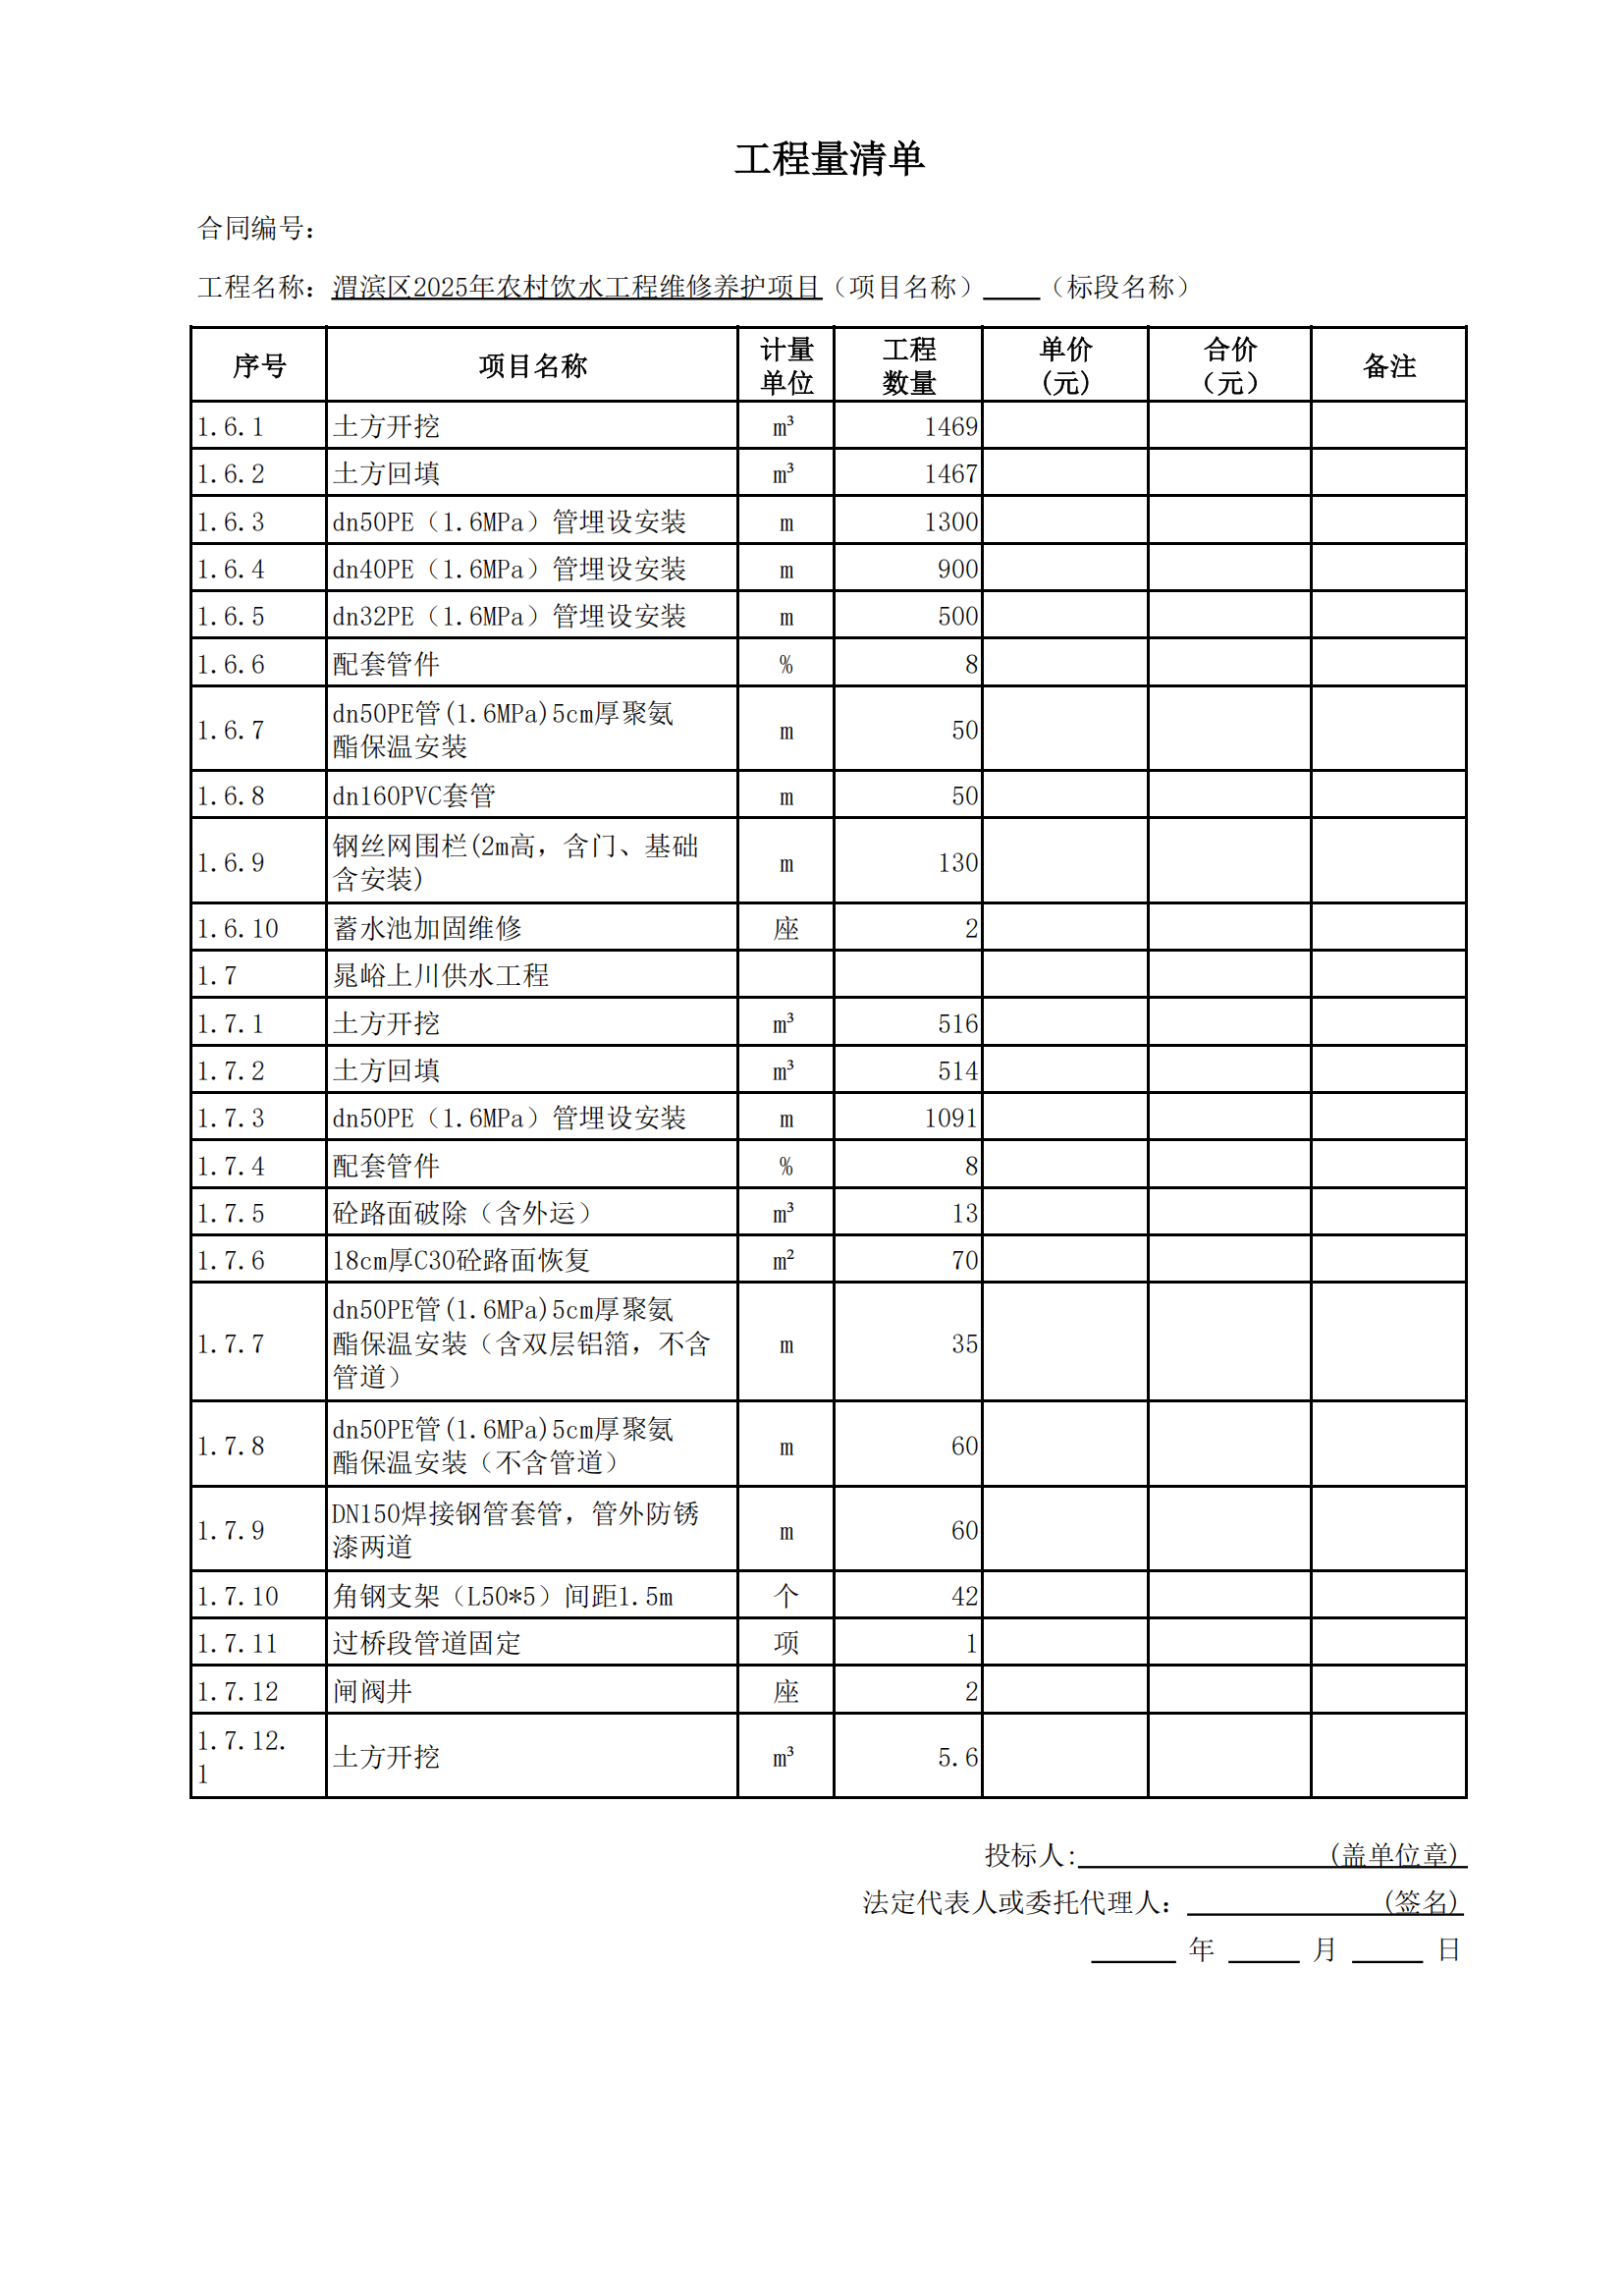 工程量清单
合同编号：
工程名称：渭滨区2025年农村饮水工程维修养护项目（项目名称）____（标段名称）
序号 项目名称 计量单位 工程数量 单价(元) 合价（元） 备注
1.6.1 土方开挖 m³ 1469
1.6.2 土方回填 m³ 1467
1.6.3 dn50PE（1.6MPa）管埋设安装 m 1300
1.6.4 dn40PE（1.6MPa）管埋设安装 m 900
1.6.5 dn32PE（1.6MPa）管埋设安装 m 500
1.6.6 配套管件 % 8
1.6.7 dn50PE管(1.6MPa)5cm厚聚氨
酯保温安装 m 50
1.6.8 dn160PVC套管 m 50
1.6.9 钢丝网围栏(2m高，含门、基础
含安装) m 130
1.6.10 蓄水池加固维修 座 2
1.7 晁峪上川供水工程
1.7.1 土方开挖 m³ 516
1.7.2 土方回填 m³ 514
1.7.3 dn50PE（1.6MPa）管埋设安装 m 1091
1.7.4 配套管件 % 8
1.7.5 砼路面破除（含外运） m³ 13
1.7.6 18cm厚C30砼路面恢复 m² 70
1.7.7 dn50PE管(1.6MPa)5cm厚聚氨
酯保温安装（含双层铝箔，不含
管道） m 35
1.7.8 dn50PE管(1.6MPa)5cm厚聚氨
酯保温安装（不含管道） m 60
1.7.9 DN150焊接钢管套管，管外防锈
漆两道 m 60
1.7.10 角钢支架（L50*5）间距1.5m 个 42
1.7.11 过桥段管道固定 项 1
1.7.12 闸阀井 座 2
1.7.12.
1 土方开挖 m³ 5.6
投标人:____(盖单位章)
法定代表人或委托代理人：____(签名)
____年____月____日